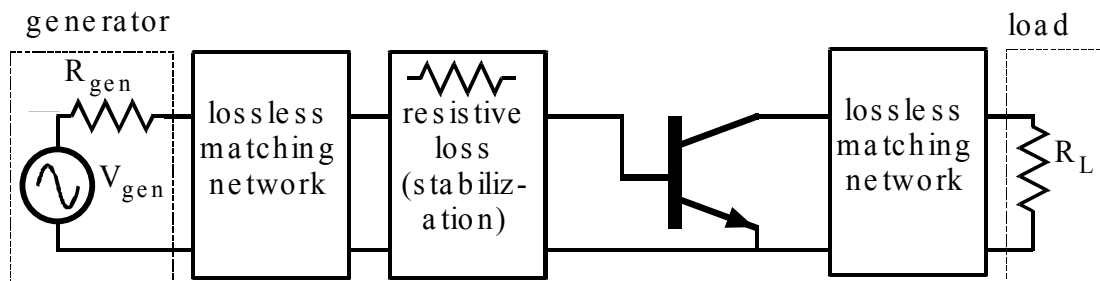 generator
load
R_gen
V_gen
lossless
matching
network
resistive
loss
(stabiliz-
ation)
lossless
matching
network
R_L